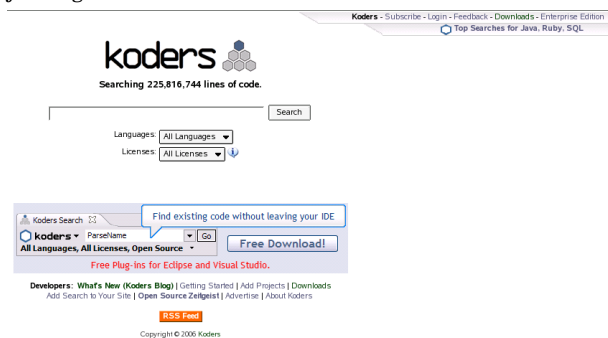 Koders - Subscribe - Login - Feedback - Downloads - Enterprise Edition
Top Searches for Java, Ruby, SQL
koders
Searching 225,816,744 lines of code.
Search
Languages: All Languages
Licenses: All Licenses
Find existing code without leaving your IDE
Koders Search
koders ParseName Go
All Languages, All Licenses, Open Source
Free Download!
Free Plug-ins for Eclipse and Visual Studio.
Developers: What's New (Koders Blog) | Getting Started | Add Projects | Downloads
Add Search to Your Site | Open Source Zeitgeist | Advertise | About Koders
RSS Feed
Copyright © 2006 Koders